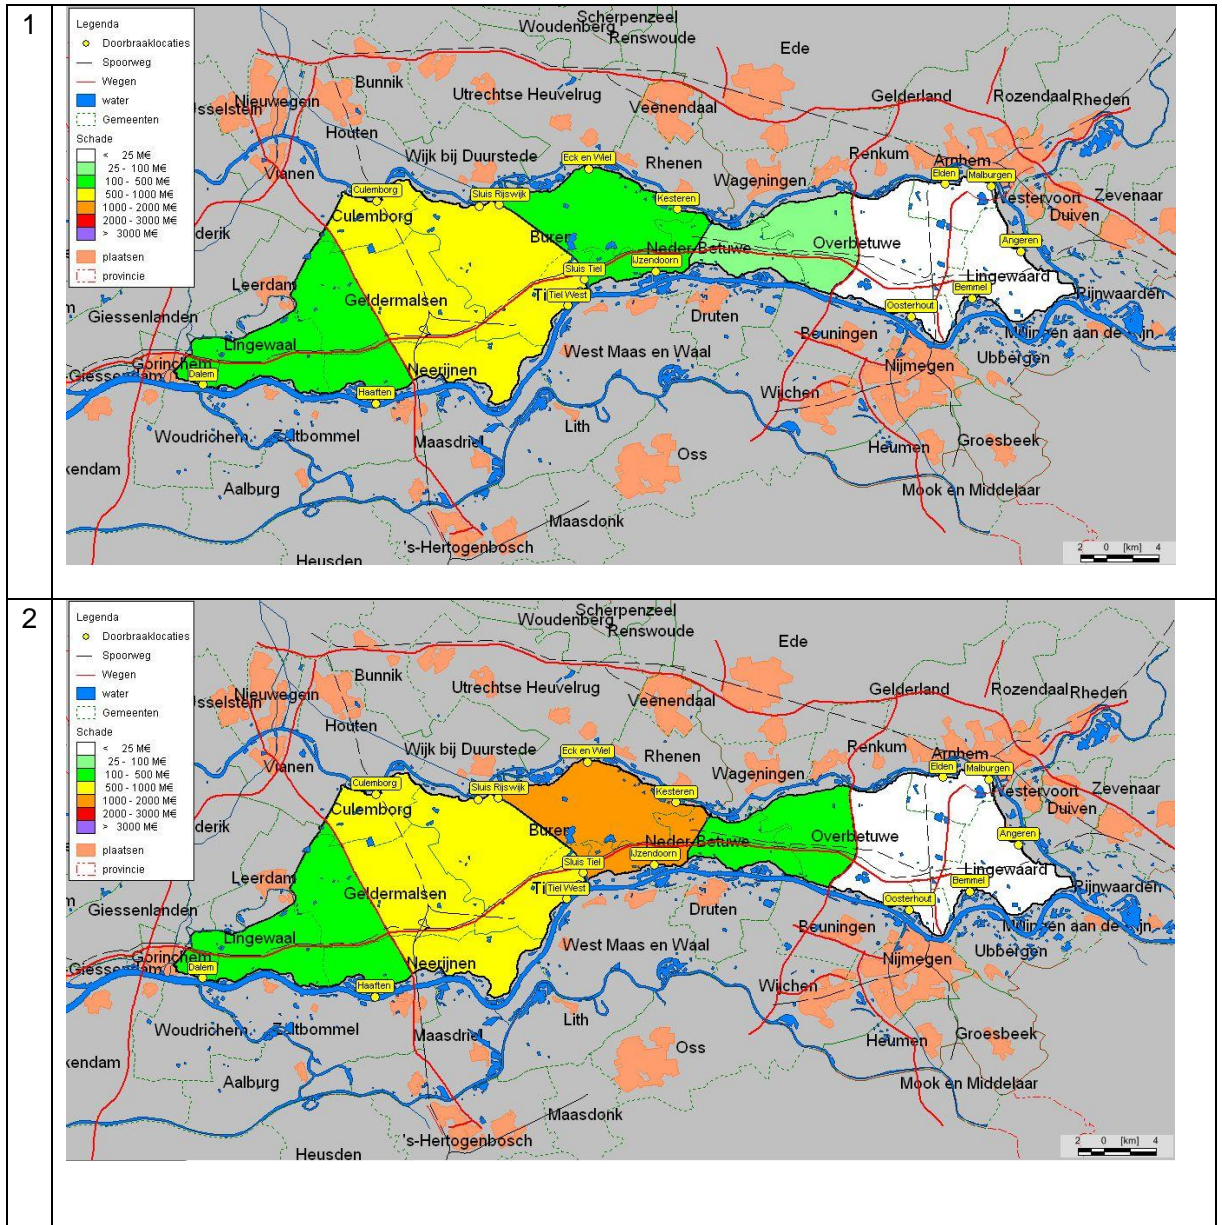 1
Legenda
Doorbraaklocaties
Spoorweg
Wegen
water
Gemeenten
Schade
< 25 M€
25 - 100 M€
100 - 500 M€
500 - 1000 M€
1000 - 2000 M€
2000 - 3000 M€
> 3000 M€
plaatsen
provincie
Scherpenzeel
Woudenberg
Renswoude
Ede
Bunnik
Nieuwegein
Utrechtse Heuvelrug
Veenendaal
Gelderland
Rozendaal
Rheden
Houten
Wijk bij Duurstede
Eck en Wiel
Rhenen
Renkum
Arnhem
Vianen
Wageningen
Elden
Malburgen
Culemborg
Sluis Rijswijk
Kesteren
Westervoort
Zevenaar
Culemborg
Duiven
derik
Buren
Neder-Betuwe
Overbetuwe
Angeren
Sluis Tiel
IJzendoorn
Lingewaard
Leerdam
Geldermalsen
Tiel West
Bemmel
Rijnwaarden
Giessenlanden
Druten
Oosterhout
Beuningen
Lingewaal
West Maas en Waal
Ubbergen
Gorinchem
Neerijnen
Nijmegen
Dalem
Haaften
Wijchen
Lith
Woudrichem
Maasdriel
Groesbeek
Heumen
kendam
Oss
Aalburg
Mook en Middelaar
Maasdonk
's-Hertogenbosch
Heusden
2 0 [km] 4
2
Legenda
Doorbraaklocaties
Spoorweg
Wegen
water
Gemeenten
Schade
< 25 M€
25 - 100 M€
100 - 500 M€
500 - 1000 M€
1000 - 2000 M€
2000 - 3000 M€
> 3000 M€
plaatsen
provincie
Scherpenzeel
Woudenberg
Renswoude
Ede
Bunnik
Nieuwegein
Utrechtse Heuvelrug
Veenendaal
Gelderland
Rozendaal
Rheden
Houten
Wijk bij Duurstede
Eck en Wiel
Rhenen
Renkum
Arnhem
Vianen
Wageningen
Elden
Malburgen
Culemborg
Sluis Rijswijk
Kesteren
Westervoort
Zevenaar
Culemborg
Duiven
derik
Buren
Neder-Betuwe
Overbetuwe
Angeren
Sluis Tiel
IJzendoorn
Lingewaard
Leerdam
Geldermalsen
Tiel West
Bemmel
Rijnwaarden
Giessenlanden
Druten
Oosterhout
Beuningen
Lingewaal
West Maas en Waal
Ubbergen
Gorinchem
Neerijnen
Nijmegen
Dalem
Haaften
Wijchen
Lith
Woudrichem
Maasdriel
Groesbeek
Heumen
kendam
Oss
Aalburg
Mook en Middelaar
Maasdonk
's-Hertogenbosch
Heusden
2 0 [km] 4